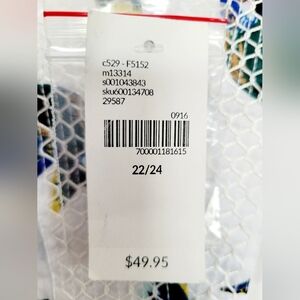 c529 - F5152
m13314
s001043843
sku600134708
29587
0916
700001181615
22/24
$49.95